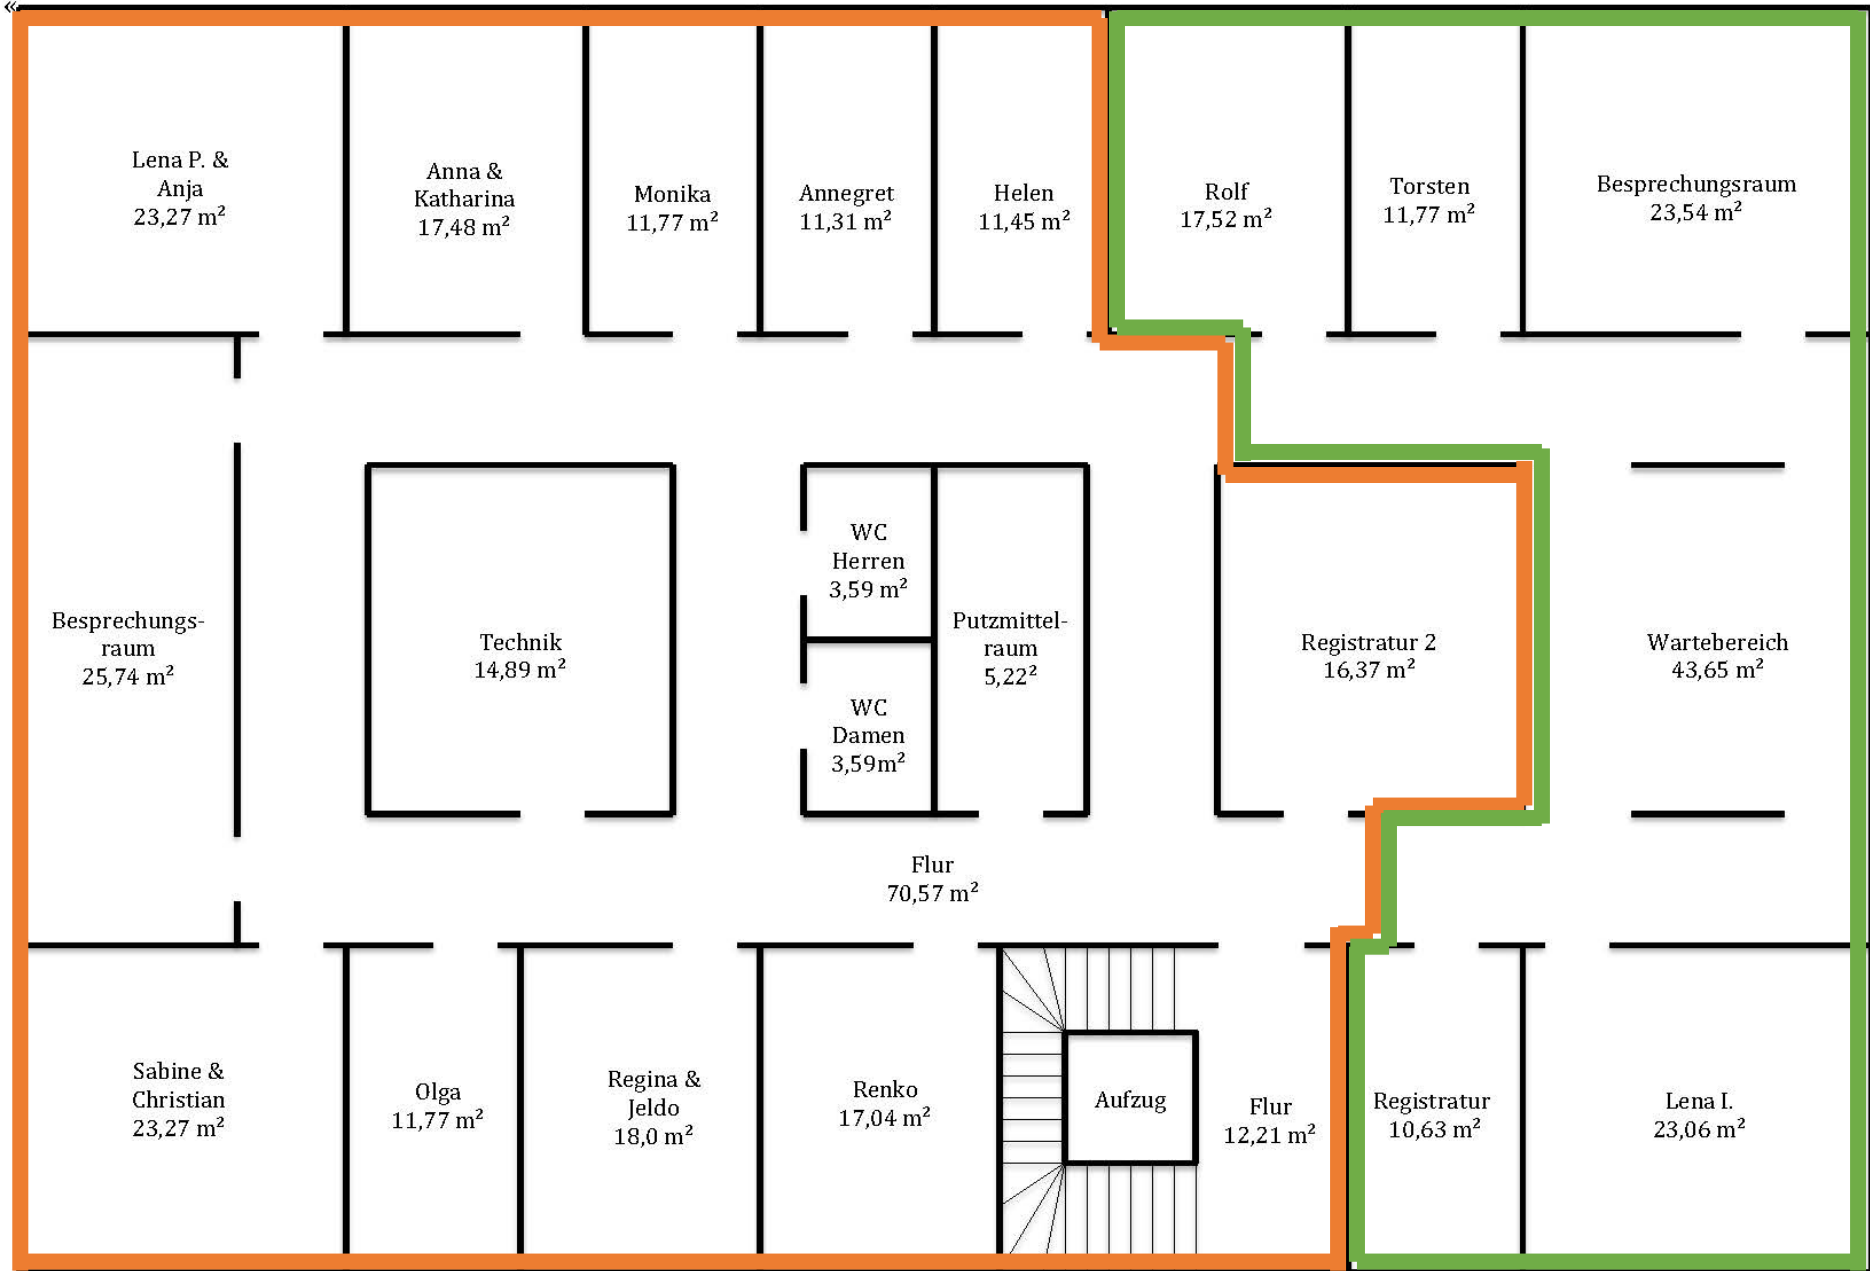 «
Lena P. &
Anja
23,27 m²
Anna &
Katharina
17,48 m²
Monika
11,77 m²
Annegret
11,31 m²
Helen
11,45 m²
Rolf
17,52 m²
Torsten
11,77 m²
Besprechungsraum
23,54 m²
Besprechungs-
raum
25,74 m²
Technik
14,89 m²
WC
Herren
3,59 m²
WC
Damen
3,59m²
Putzmittel-
raum
5,22²
Registratur 2
16,37 m²
Wartebereich
43,65 m²
Flur
70,57 m²
Sabine &
Christian
23,27 m²
Olga
11,77 m²
Regina &
Jeldo
18,0 m²
Renko
17,04 m²
Aufzug
Flur
12,21 m²
Registratur
10,63 m²
Lena I.
23,06 m²